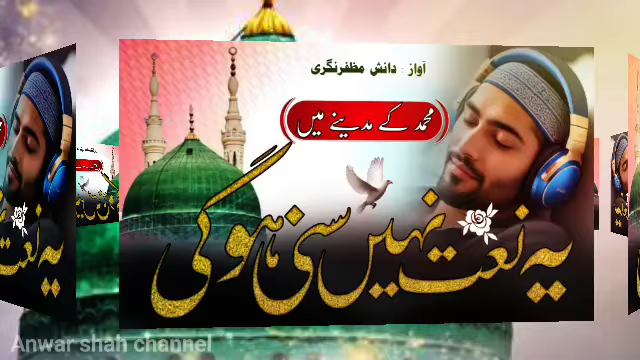 آواز : دانش مظفرنگری
محمد کے مدینے میں
یہ نعت نہیں سنی ہوگی
Anwar shah channel